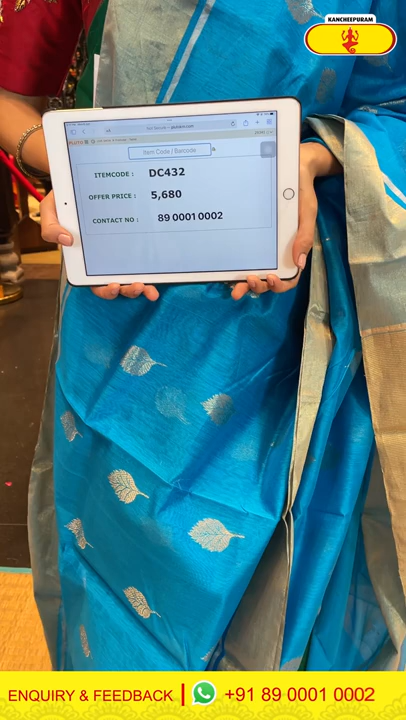 KANCHEEPURAM
Item Code / Barcode
ITEMCODE : DC432
OFFER PRICE : 5,680
CONTACT NO : 89 0001 0002
ENQUIRY & FEEDBACK | +91 89 0001 0002